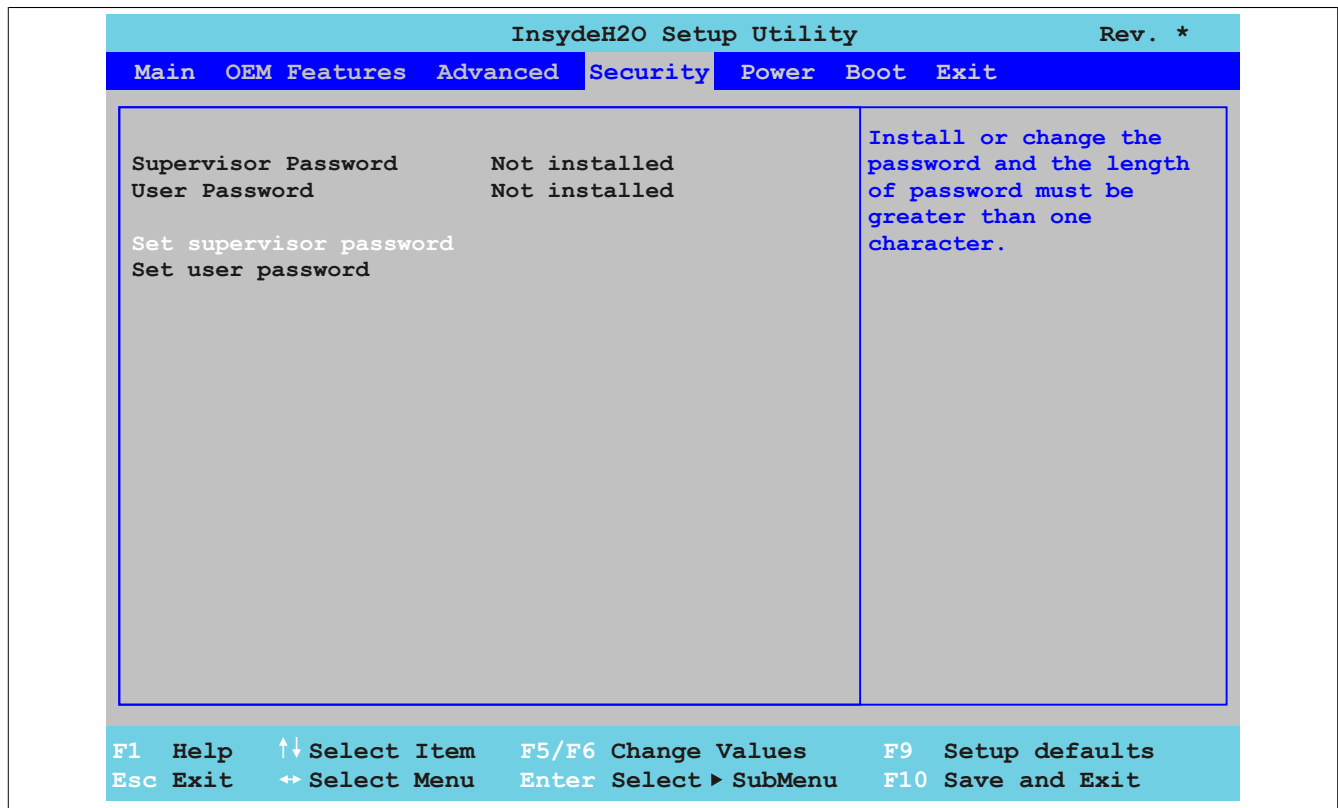 InsydeH2O Setup Utility Rev. *
Main OEM Features Advanced Security Power Boot Exit
Supervisor Password Not installed
User Password Not installed
Set supervisor password
Set user password
Install or change the
password and the length
of password must be
greater than one
character.
F1 Help ↑↓ Select Item F5/F6 Change Values F9 Setup defaults
Esc Exit ↔ Select Menu Enter Select ▶ SubMenu F10 Save and Exit